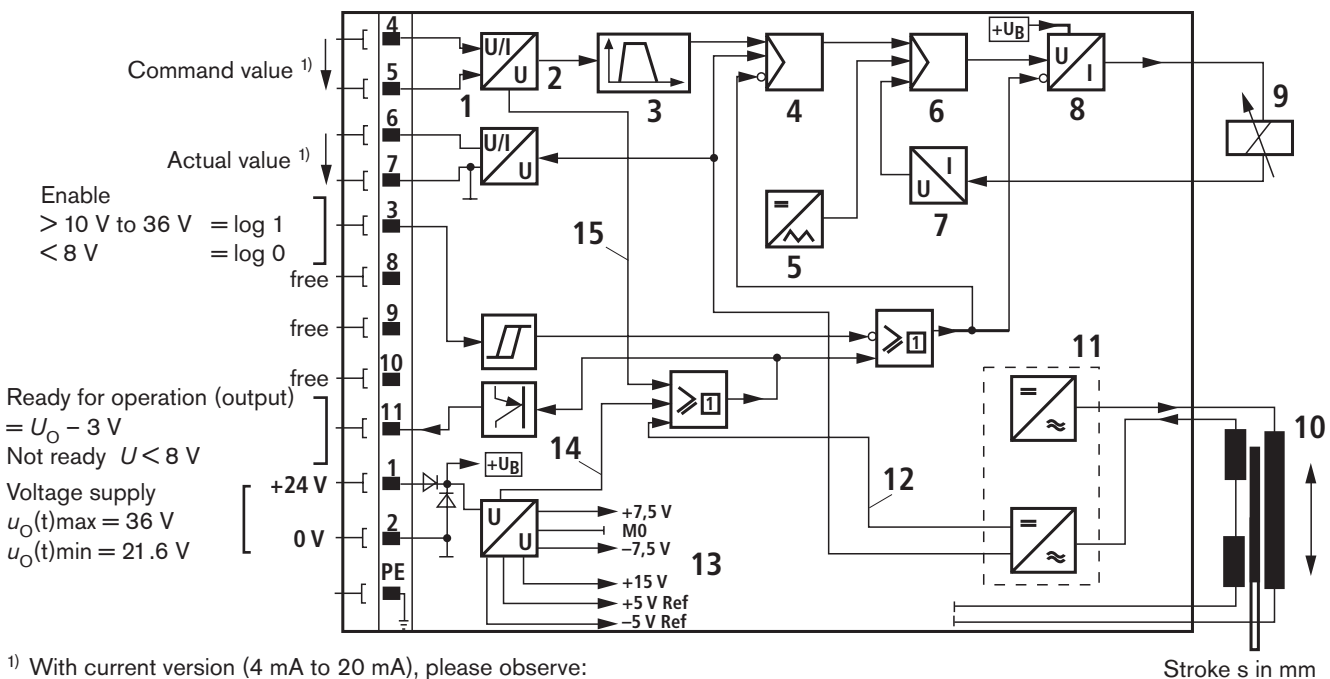 Command value 1)
4
5
Actual value 1)
6
7
Enable
> 10 V to 36 V = log 1
< 8 V = log 0
3
free
8
free
9
free
10
Ready for operation (output)
= UO – 3 V
Not ready U < 8 V
11
Voltage supply
uO(t)max = 36 V
uO(t)min = 21.6 V
+24 V
1
0 V
2
PE
U/I
U
1
2
3
4
6
+UB
U
I
8
9
U/I
U
I
U
7
=
5
15
≥ 1
≥ 1
14
12
11
=
≈
=
≈
10
+UB
U
U
+7,5 V
M0
–7,5 V
13
+15 V
+5 V Ref
–5 V Ref
1) With current version (4 mA to 20 mA), please observe:
Stroke s in mm